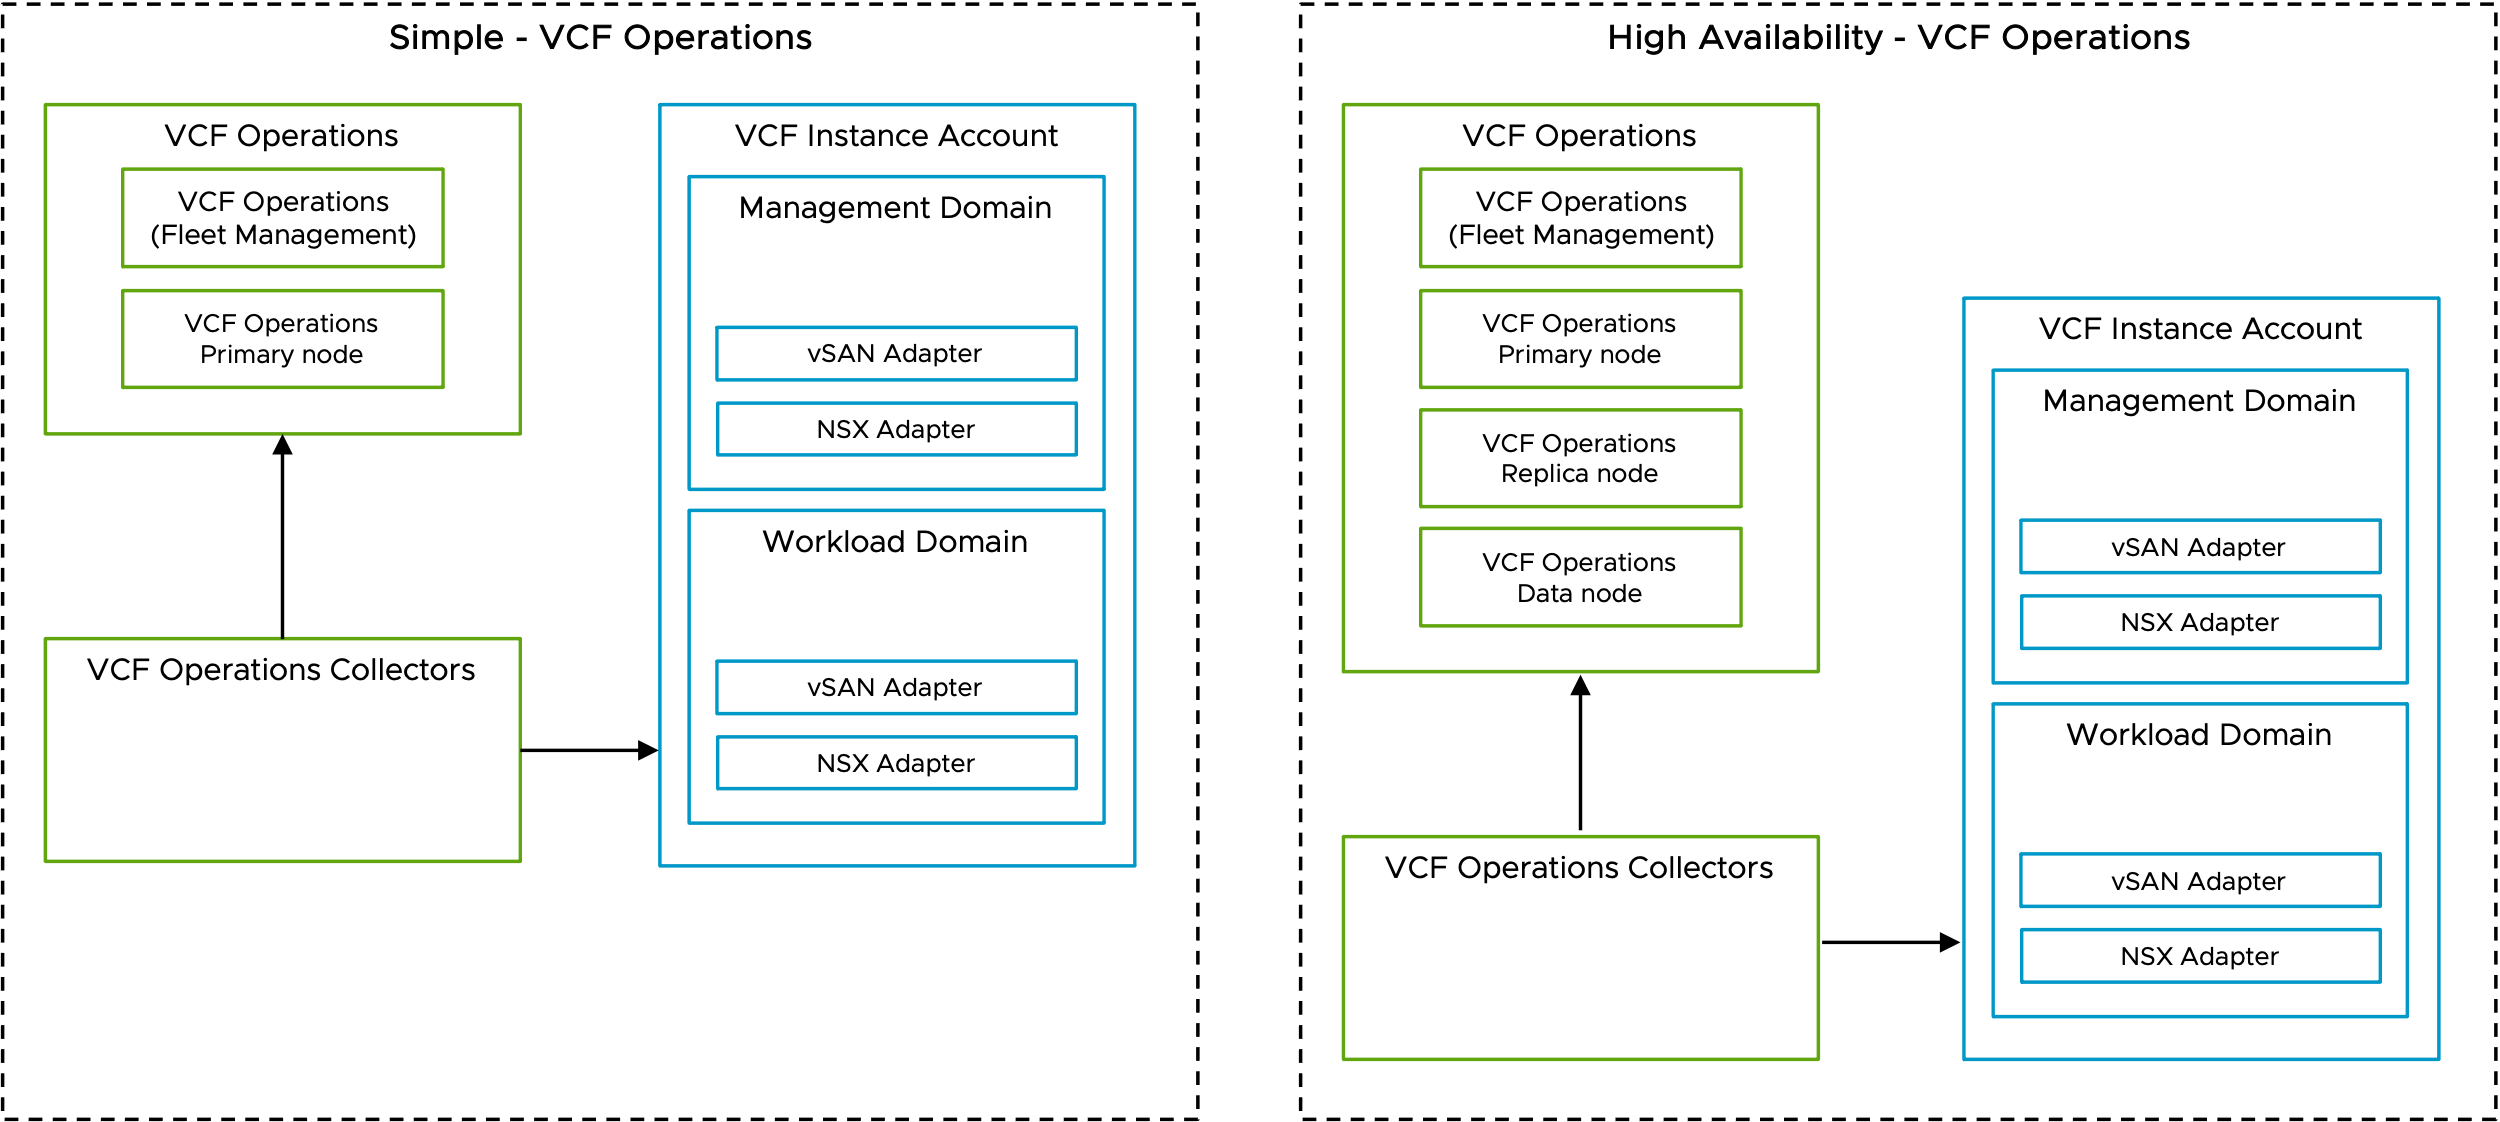 Simple - VCF Operations
VCF Operations
VCF Operations
(Fleet Management)
VCF Operations
Primary node
VCF Operations Collectors
VCF Instance Account
Management Domain
vSAN Adapter
NSX Adapter
Workload Domain
vSAN Adapter
NSX Adapter
High Availability - VCF Operations
VCF Operations
VCF Operations
(Fleet Management)
VCF Operations
Primary node
VCF Operations
Replica node
VCF Operations
Data node
VCF Operations Collectors
VCF Instance Account
Management Domain
vSAN Adapter
NSX Adapter
Workload Domain
vSAN Adapter
NSX Adapter